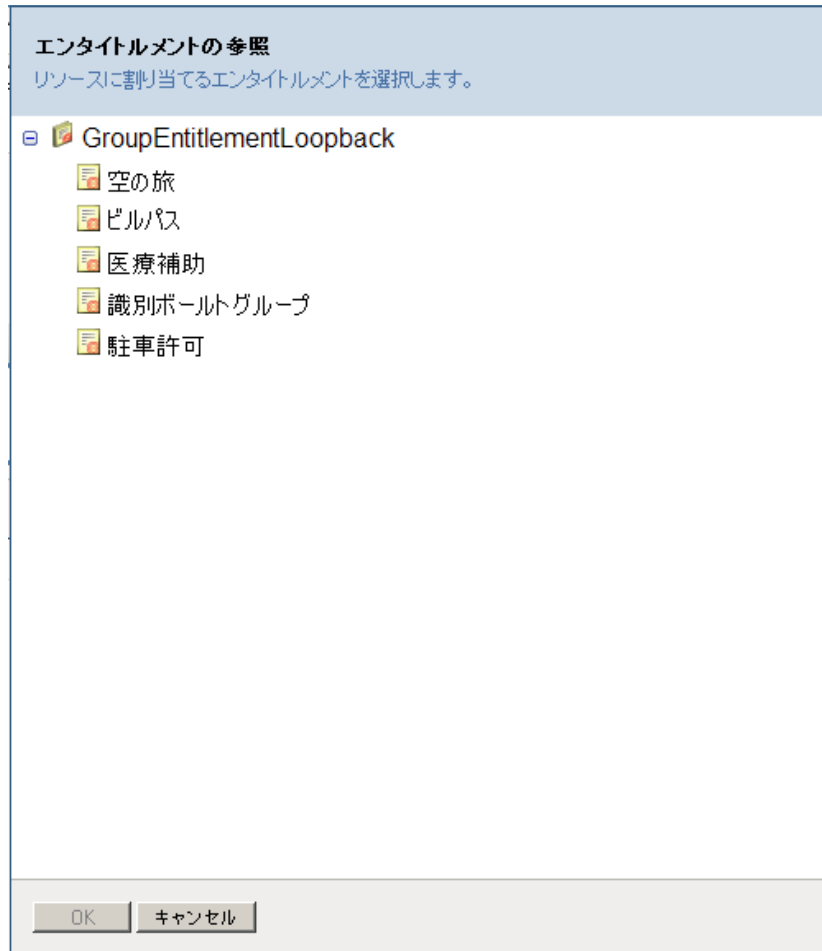 エンタイトルメントの参照
リソースに割り当てるエンタイトルメントを選択します。
GroupEntitlementLoopback
空の旅
ビルパス
医療補助
識別ボールトグループ
駐車許可
OK キャンセル